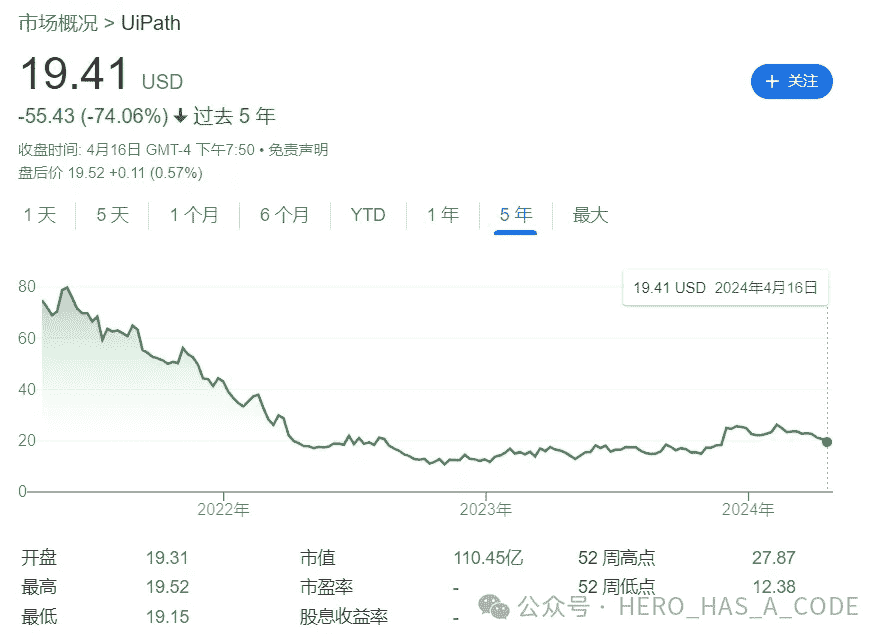 市场概况 > UiPath
19.41 USD
+ 关注
-55.43 (-74.06%) ↓ 过去 5 年
收盘时间: 4月16日 GMT-4 下午7:50 • 免责声明
盘后价 19.52 +0.11 (0.57%)
1 天 5 天 1 个月 6 个月 YTD 1 年 5 年 最大
19.41 USD 2024年4月16日
80
60
40
20
0
2022年 2023年 2024年
开盘 19.31 市值 110.45亿 52 周高点 27.87
最高 19.52 市盈率 - 52 周低点 12.38
最低 19.15 股息收益率 -
公众号 · HERO_HAS_A_CODE